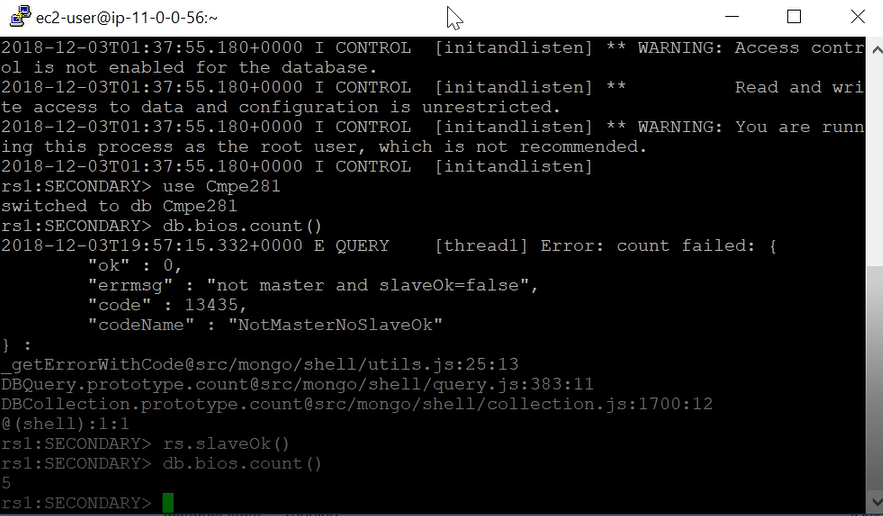 ec2-user@ip-11-0-0-56:~
2018-12-03T01:37:55.180+0000 I CONTROL  [initandlisten] ** WARNING: Access contr
ol is not enabled for the database.
2018-12-03T01:37:55.180+0000 I CONTROL  [initandlisten] **          Read and wri
te access to data and configuration is unrestricted.
2018-12-03T01:37:55.180+0000 I CONTROL  [initandlisten] ** WARNING: You are runn
ing this process as the root user, which is not recommended.
2018-12-03T01:37:55.180+0000 I CONTROL  [initandlisten]
rs1:SECONDARY> use Cmpe281
switched to db Cmpe281
rs1:SECONDARY> db.bios.count()
2018-12-03T19:57:15.332+0000 E QUERY    [thread1] Error: count failed: {
        "ok" : 0,
        "errmsg" : "not master and slaveOk=false",
        "code" : 13435,
        "codeName" : "NotMasterNoSlaveOk"
} :
_getErrorWithCode@src/mongo/shell/utils.js:25:13
DBQuery.prototype.count@src/mongo/shell/query.js:383:11
DBCollection.prototype.count@src/mongo/shell/collection.js:1700:12
@(shell):1:1
rs1:SECONDARY> rs.slaveOk()
rs1:SECONDARY> db.bios.count()
5
rs1:SECONDARY>